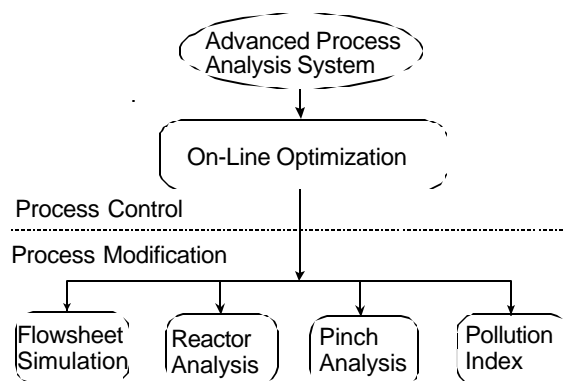 Advanced Process
Analysis System
On-Line Optimization
Process Control
Process Modification
Flowsheet
Simulation
Reactor
Analysis
Pinch
Analysis
Pollution
Index